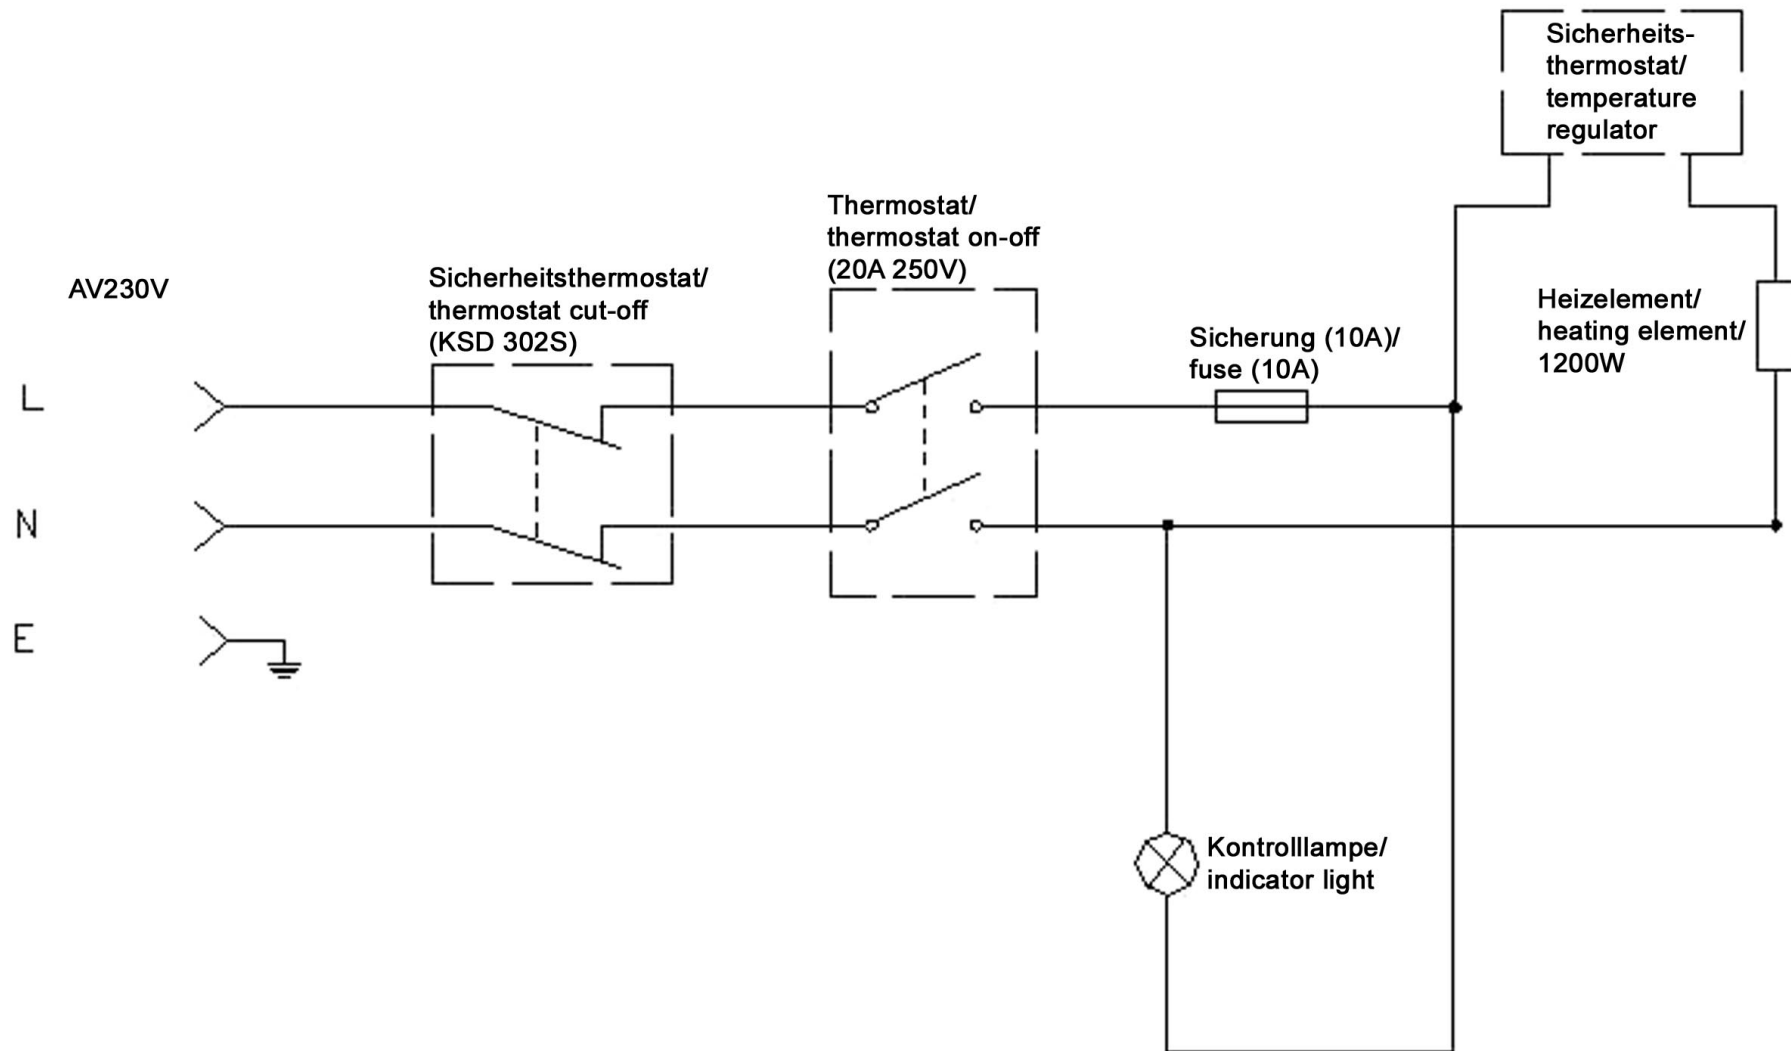 Sicherheits-
thermostat/
temperature
regulator
Thermostat/
thermostat on-off
(20A 250V)
AV230V
Sicherheitsthermostat/
thermostat cut-off
(KSD 302S)
Heizelement/
heating element/
1200W
Sicherung (10A)/
fuse (10A)
L
N
E
Kontrolllampe/
indicator light